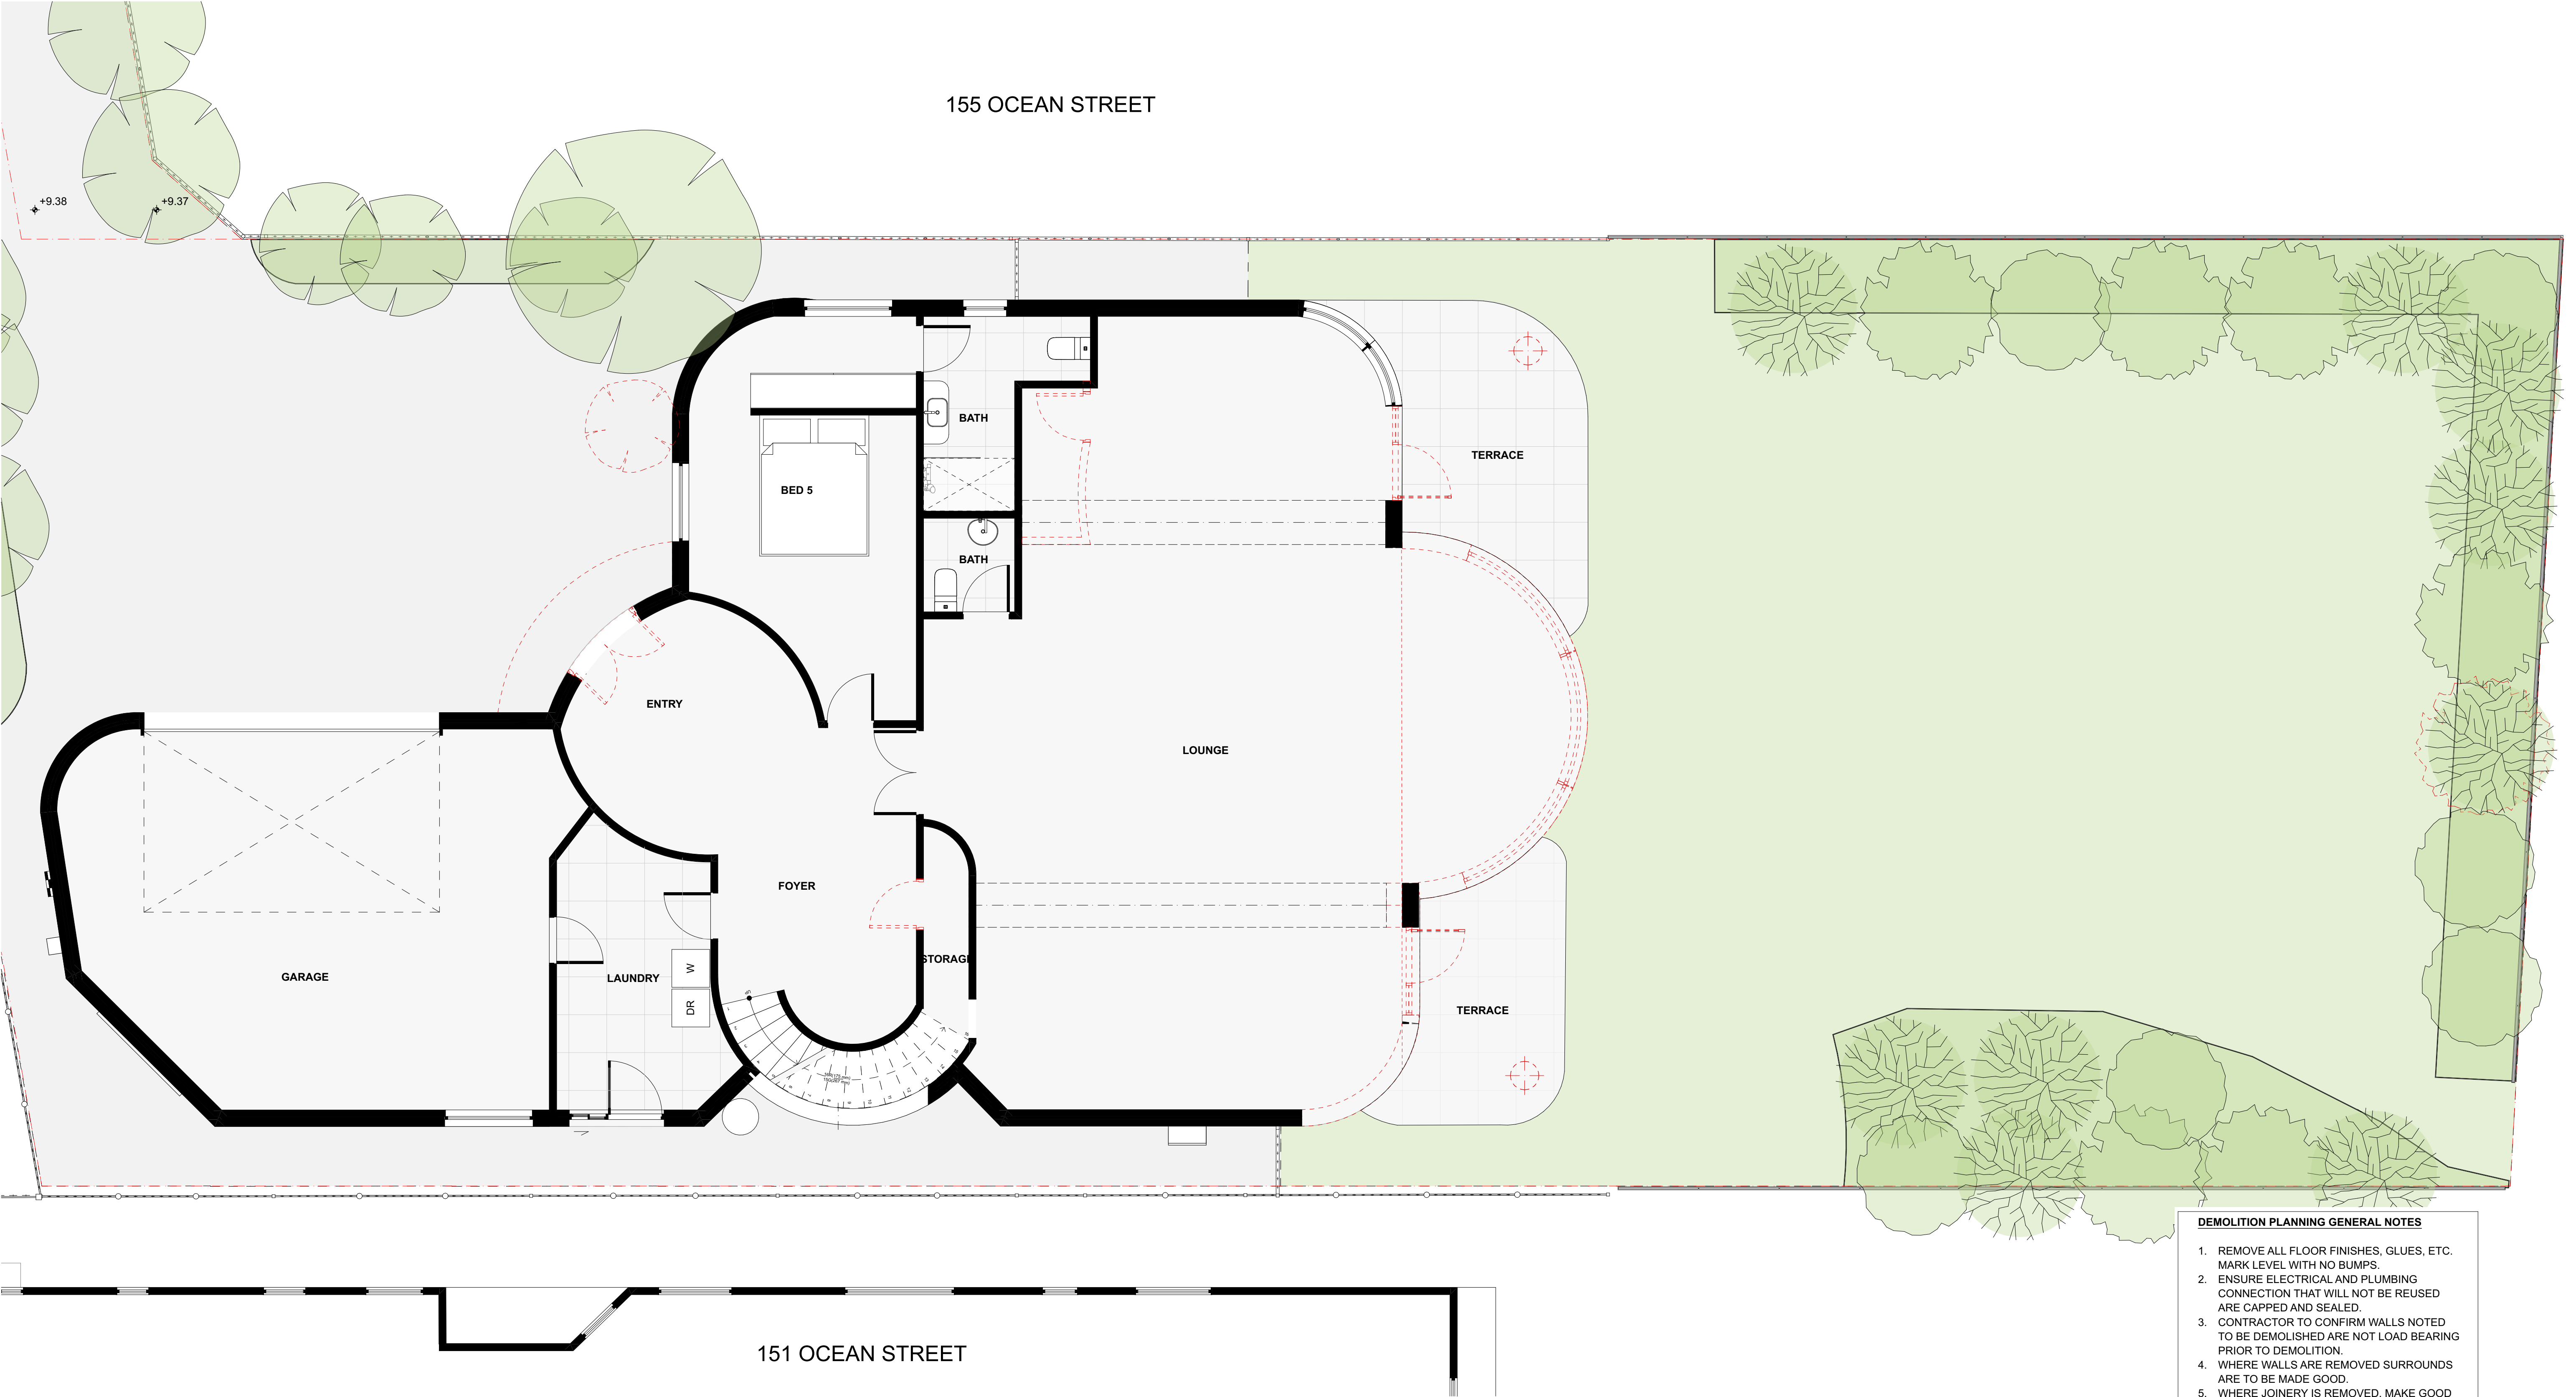 155 OCEAN STREET
+9.38
+9.37
BATH
TERRACE
BED 5
BATH
ENTRY
LOUNGE
FOYER
STORAGE
GARAGE
LAUNDRY
W
DR
UP
TERRACE
151 OCEAN STREET
DEMOLITION PLANNING GENERAL NOTES
1. REMOVE ALL FLOOR FINISHES, GLUES, ETC.
MARK LEVEL WITH NO BUMPS.
2. ENSURE ELECTRICAL AND PLUMBING
CONNECTION THAT WILL NOT BE REUSED
ARE CAPPED AND SEALED.
3. CONTRACTOR TO CONFIRM WALLS NOTED
TO BE DEMOLISHED ARE NOT LOAD BEARING
PRIOR TO DEMOLITION.
4. WHERE WALLS ARE REMOVED SURROUNDS
ARE TO BE MADE GOOD.
5. WHERE JOINERY IS REMOVED, MAKE GOOD